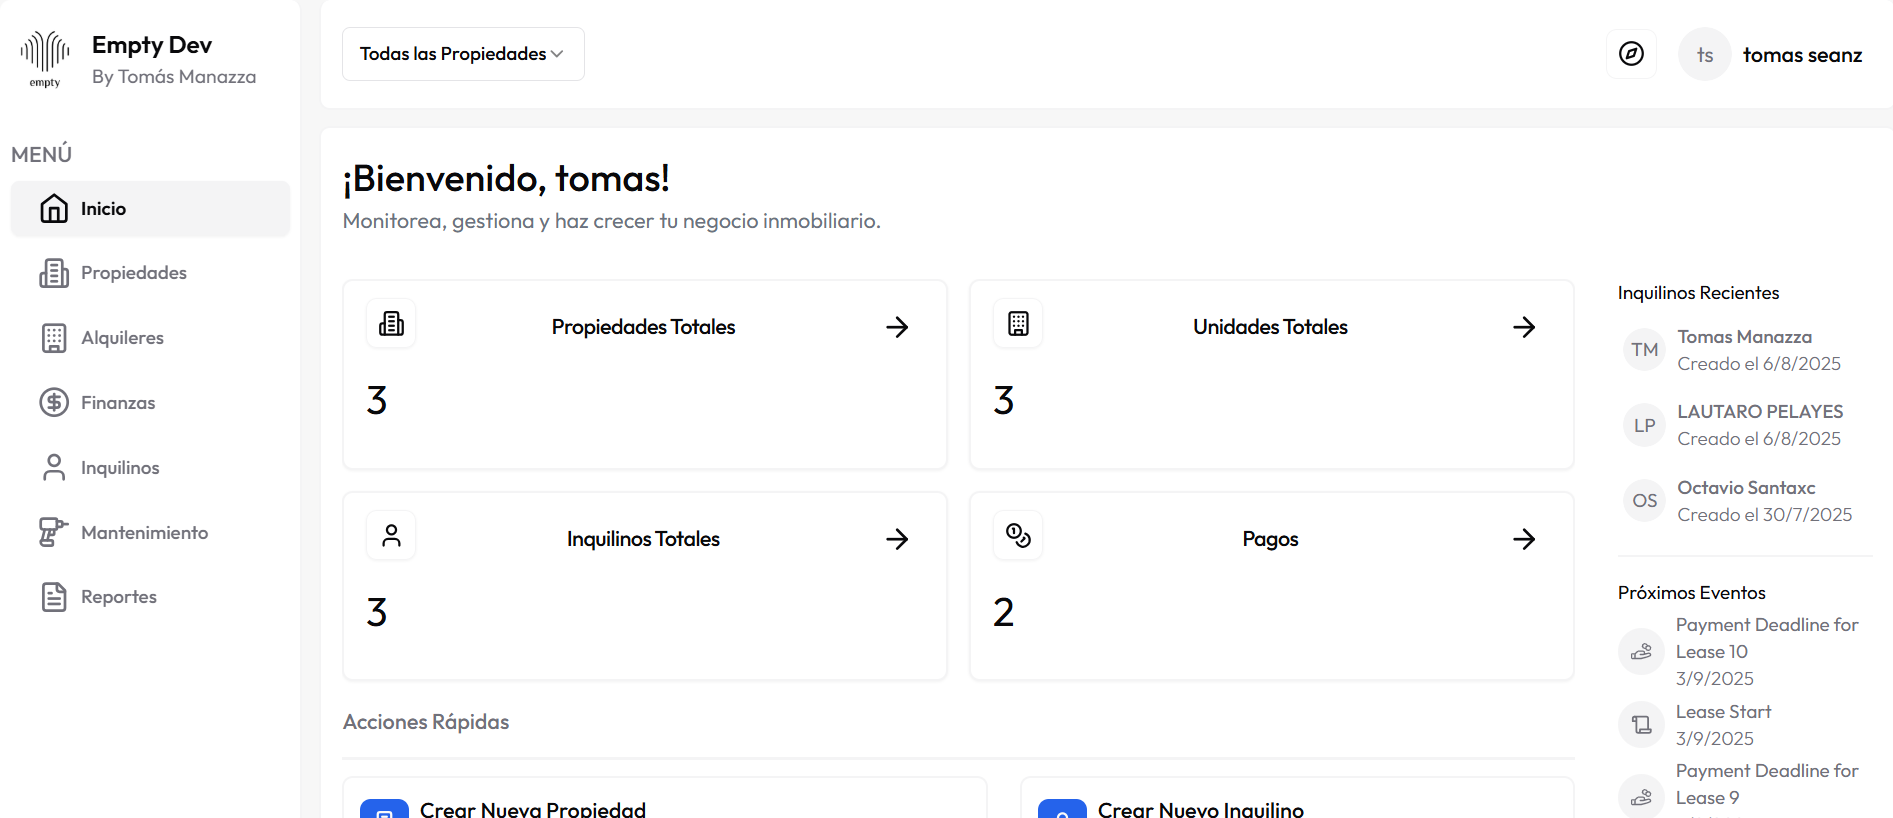 empty
Empty Dev
By Tomás Manazza
MENÚ
Inicio
Propiedades
Alquileres
Finanzas
Inquilinos
Mantenimiento
Reportes
Todas las Propiedades
ts
tomas seanz
¡Bienvenido, tomas!
Monitorea, gestiona y haz crecer tu negocio inmobiliario.
Propiedades Totales
3
Unidades Totales
3
Inquilinos Totales
3
Pagos
2
Acciones Rápidas
Crear Nueva Propiedad
Crear Nuevo Inquilino
Inquilinos Recientes
TM
Tomas Manazza
Creado el 6/8/2025
LP
LAUTARO PELAYES
Creado el 6/8/2025
OS
Octavio Santaxc
Creado el 30/7/2025
Próximos Eventos
Payment Deadline for
Lease 10
3/9/2025
Lease Start
3/9/2025
Payment Deadline for
Lease 9